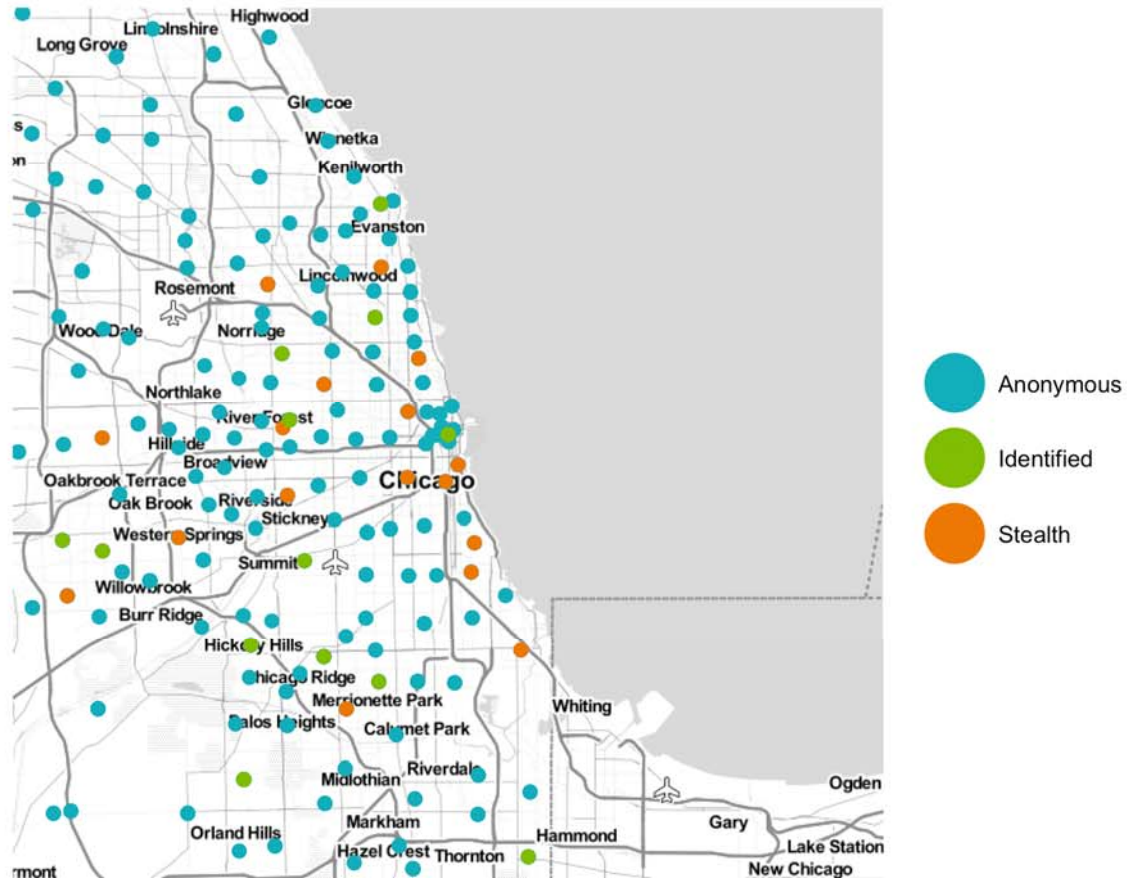 Highwood
Lincolnshire
Long Grove
Glencoe
s
Winnetka
on
Kenilworth
Evanston
Lincolnwood
Rosemont
Wood Dale
Norridge
Anonymous
Northlake
River Forest
Hillside
Identified
Broadview
Oakbrook Terrace
Chicago
Oak Brook
Riverside
Stickney
Western Springs
Stealth
Summit
Willowbrook
Burr Ridge
Hickory Hills
Chicago Ridge
Merrionette Park
Whiting
Palos Heights
Calumet Park
Riverdale
Midlothian
Ogden
Markham
Gary
Orland Hills
Hammond
Lake Station
Hazel Crest
Thornton
New Chicago
rmont